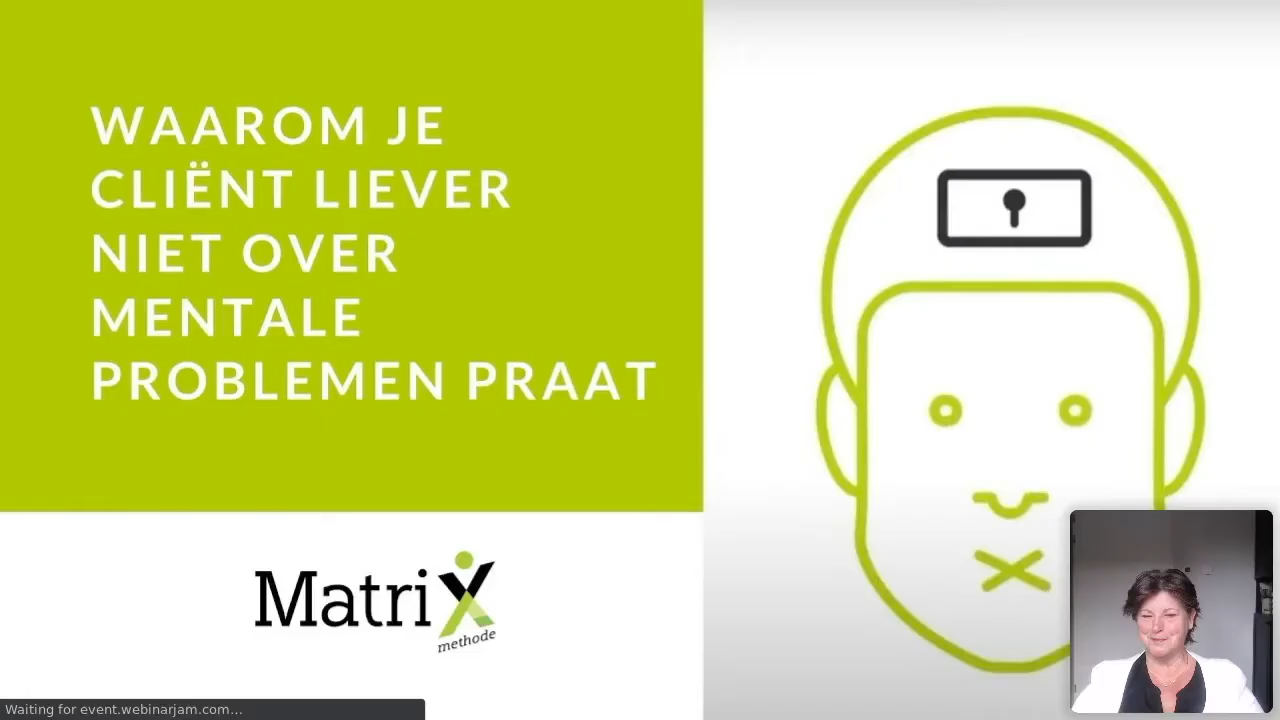 WAAROM JE
CLIËNT LIEVER
NIET OVER
MENTALE
PROBLEMEN PRAAT
MatriX
methode
Waiting for event.webinarjam.com…